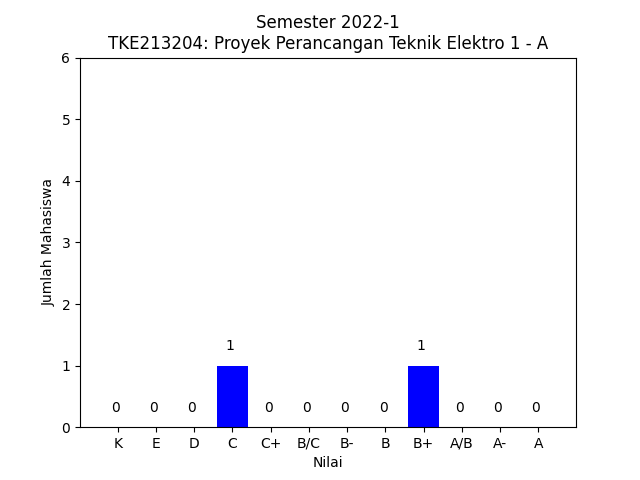 Semester 2022-1
TKE213204: Proyek Perancangan Teknik Elektro 1 - A
6
5
4
3
2
1
0
Jumlah Mahasiswa
0 0 0 1 0 0 0 0 1 0 0 0
K E D C C+ B/C B- B B+ A/B A- A
Nilai